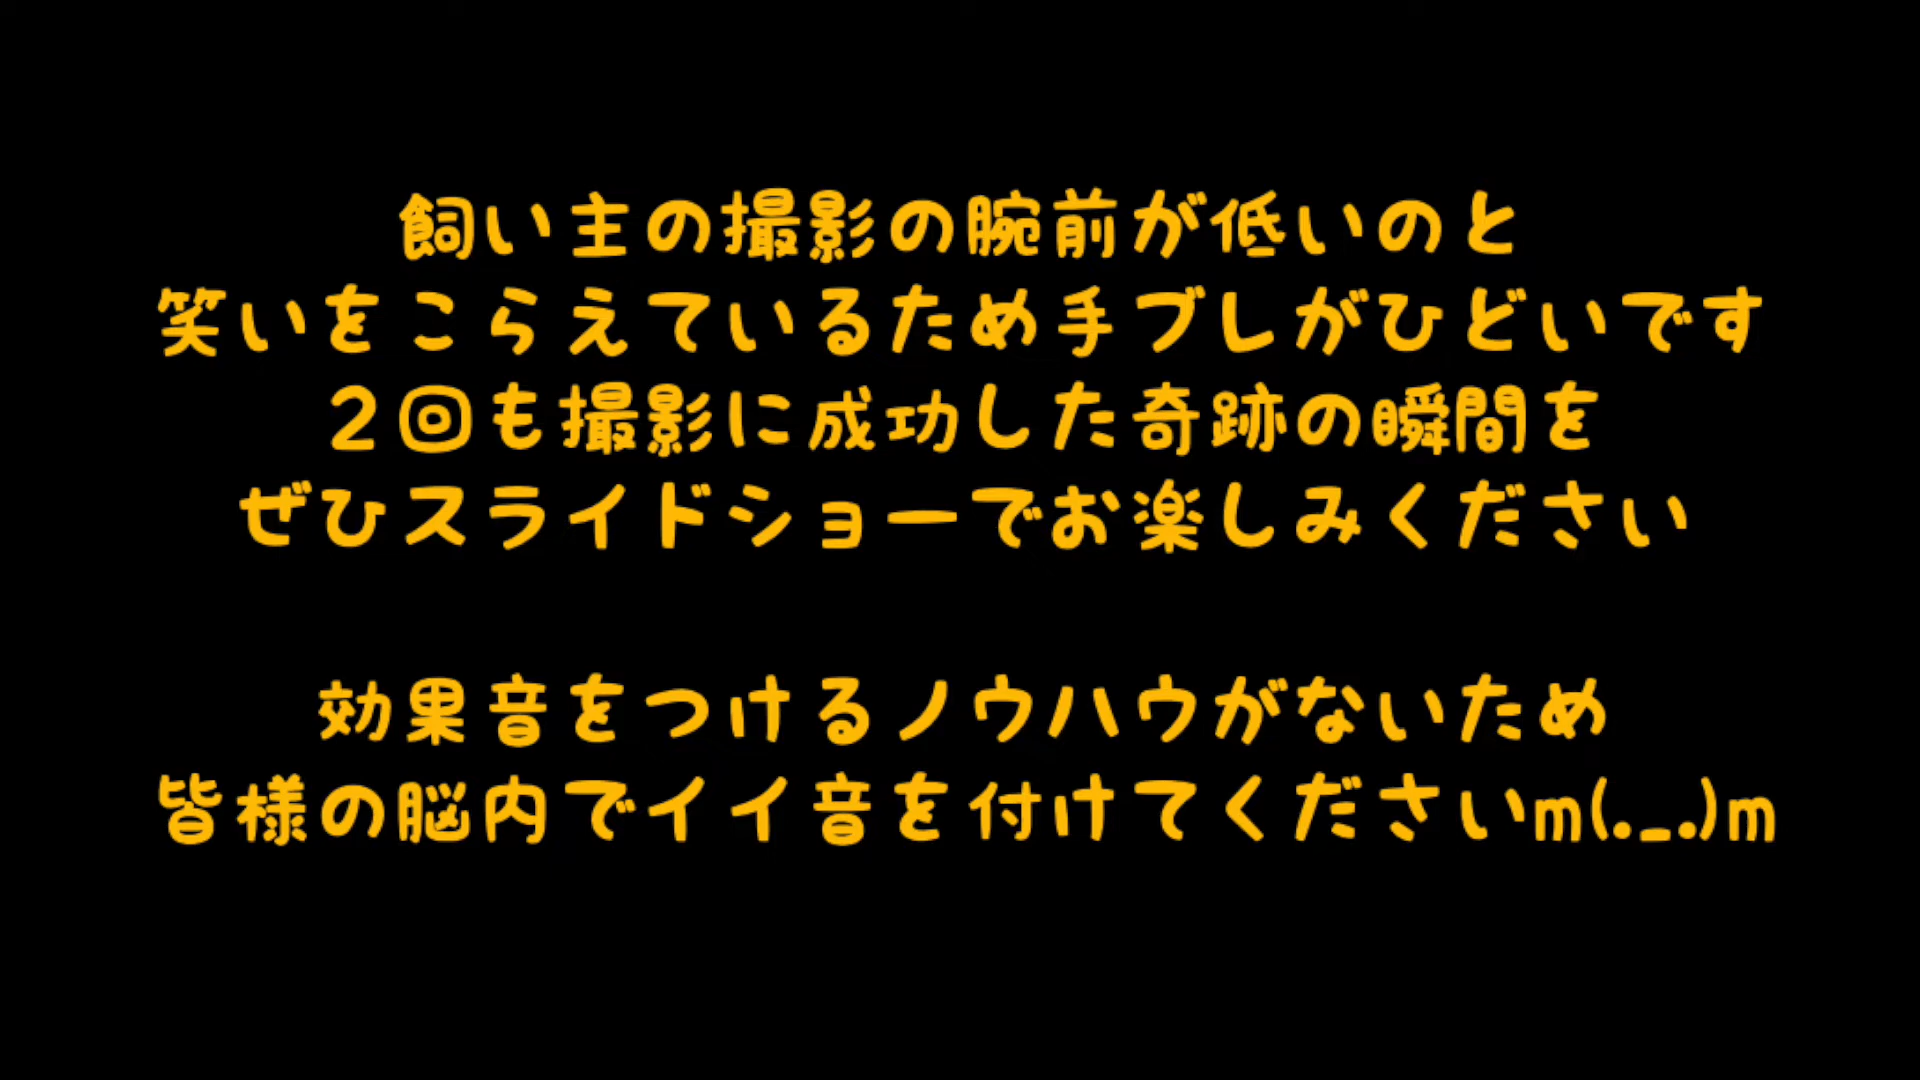 飼い主の撮影の腕前が低いのと
笑いをこらえているため手ブレがひどいです
２回も撮影に成功した奇跡の瞬間を
ぜひスライドショーでお楽しみください
効果音をつけるノウハウがないため
皆様の脳内でイイ音を付けてくださいm(._.)m